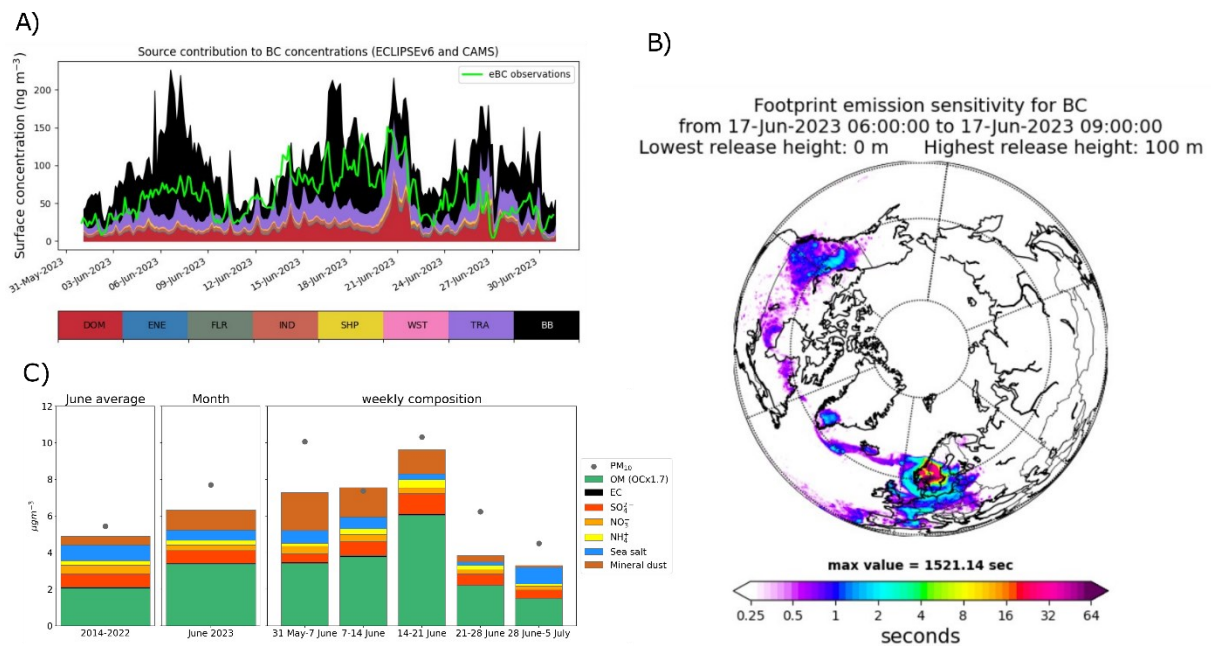 A)
Source contribution to BC concentrations (ECLIPSEv6 and CAMS)
Surface concentration (ng m⁻³)
eBC observations
200
150
100
50
0
31-May-2023
03-Jun-2023
06-Jun-2023
09-Jun-2023
12-Jun-2023
15-Jun-2023
18-Jun-2023
21-Jun-2023
24-Jun-2023
27-Jun-2023
30-Jun-2023
DOM ENE FLR IND SHP WST TRA BB
B)
Footprint emission sensitivity for BC
from 17-Jun-2023 06:00:00 to 17-Jun-2023 09:00:00
Lowest release height: 0 m Highest release height: 100 m
max value = 1521.14 sec
0.25 0.5 1 2 4 8 16 32 64
seconds
C)
June average Month weekly composition
12
10
8
6
4
2
0
μgm⁻³
2014-2022 June 2023 31 May-7 June 7-14 June 14-21 June 21-28 June 28 June-5 July
PM₁₀
OM (OCx1.7)
EC
SO₄²⁻
NO₃⁻
NH₄⁺
Sea salt
Mineral dust